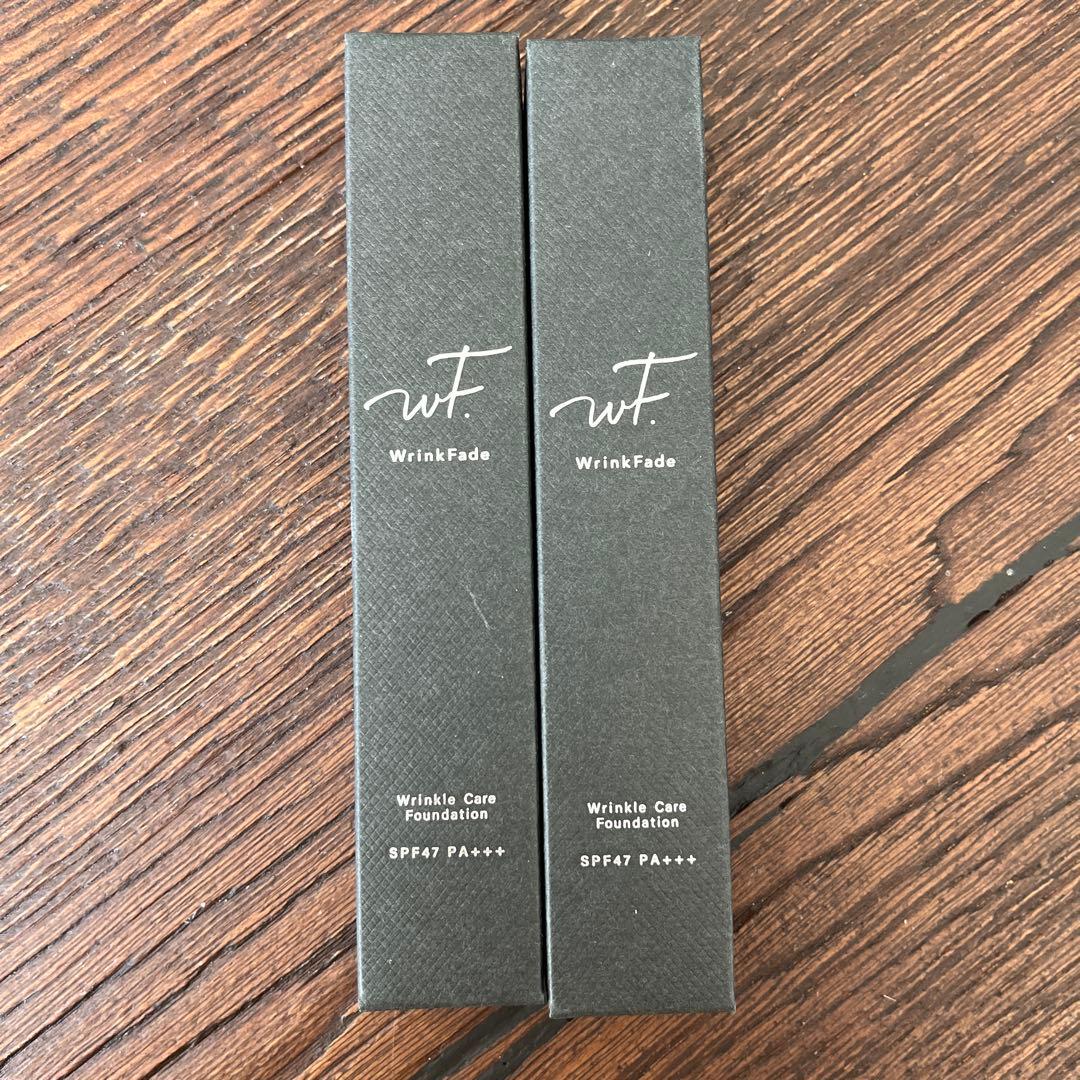 wF.
WrinkFade
Wrinkle Care
Foundation
SPF47 PA+++
wF.
WrinkFade
Wrinkle Care
Foundation
SPF47 PA+++